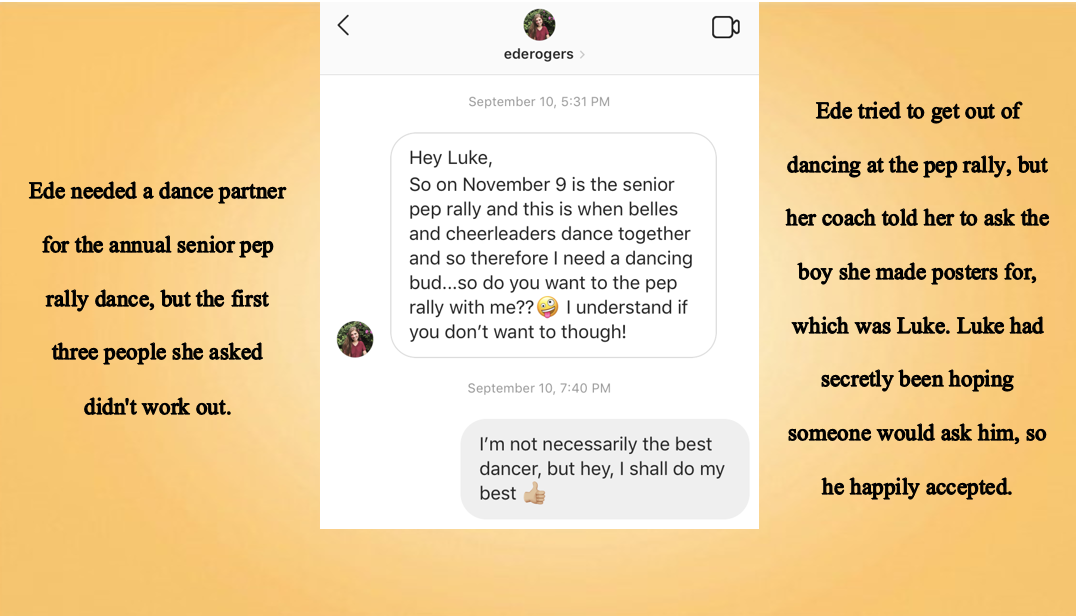 Ede needed a dance partner
for the annual senior pep
rally dance, but the first
three people she asked
didn't work out.
ederogers
September 10, 5:31 PM
Hey Luke,
So on November 9 is the senior
pep rally and this is when belles
and cheerleaders dance together
and so therefore I need a dancing
bud...so do you want to the pep
rally with me??🤪 I understand if
you don’t want to though!
September 10, 7:40 PM
I’m not necessarily the best
dancer, but hey, I shall do my
best 👍🏼
Ede tried to get out of
dancing at the pep rally, but
her coach told her to ask the
boy she made posters for,
which was Luke. Luke had
secretly been hoping
someone would ask him, so
he happily accepted.